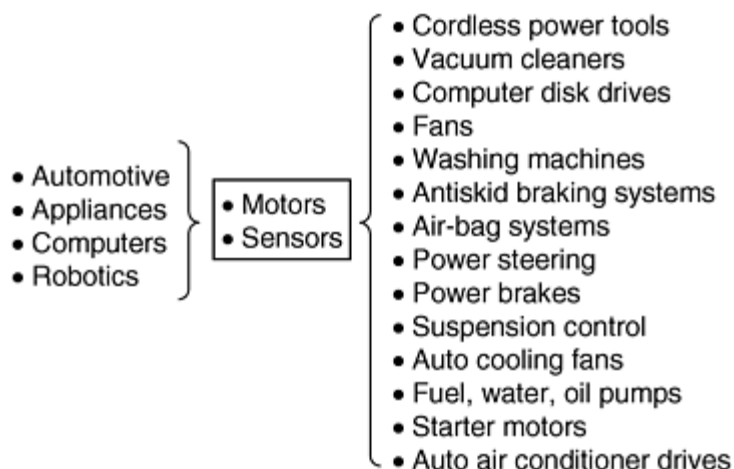 • Automotive
• Appliances
• Computers
• Robotics
• Motors
• Sensors
• Cordless power tools
• Vacuum cleaners
• Computer disk drives
• Fans
• Washing machines
• Antiskid braking systems
• Air-bag systems
• Power steering
• Power brakes
• Suspension control
• Auto cooling fans
• Fuel, water, oil pumps
• Starter motors
• Auto air conditioner drives